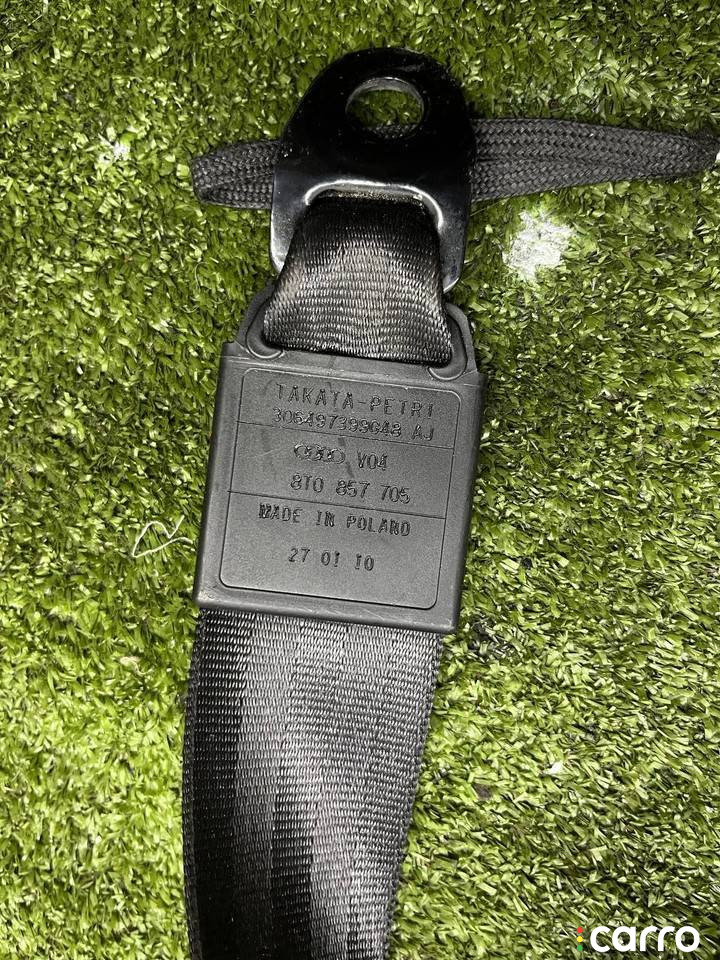 TAKATA-PETRI
306497399G48 AJ
V04
8T0 857 705
MADE IN POLAND
27 01 10
carro